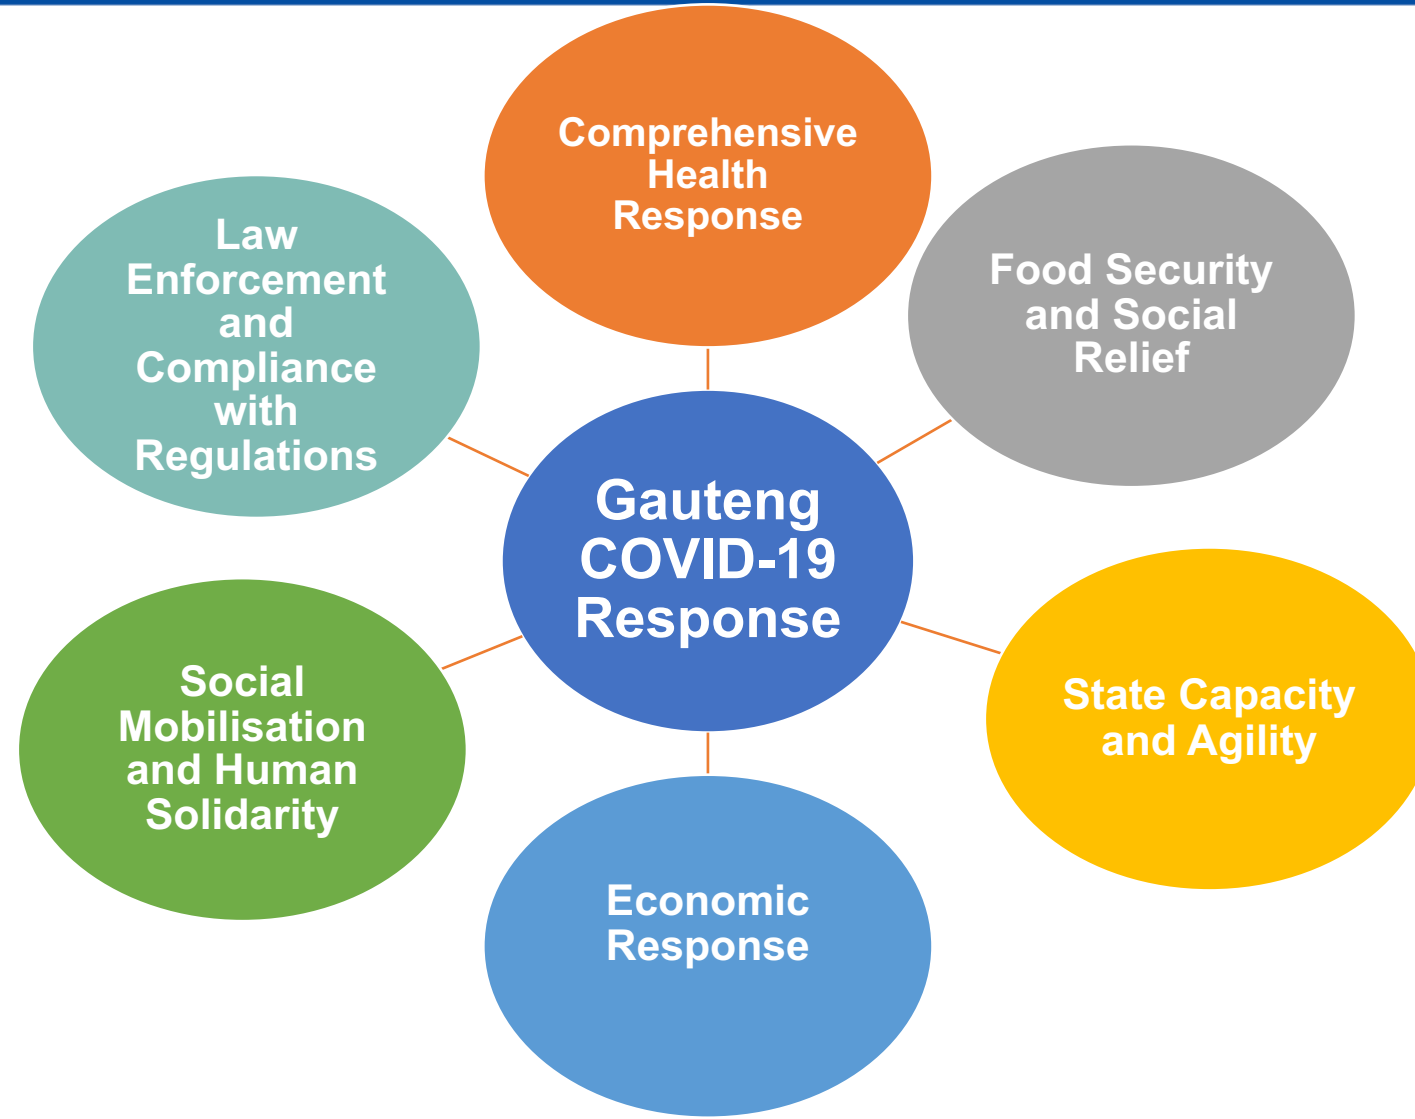 Comprehensive
Health
Response
Food Security
and Social
Relief
State Capacity
and Agility
Economic
Response
Social
Mobilisation
and Human
Solidarity
Law
Enforcement
and
Compliance
with
Regulations
Gauteng
COVID-19
Response